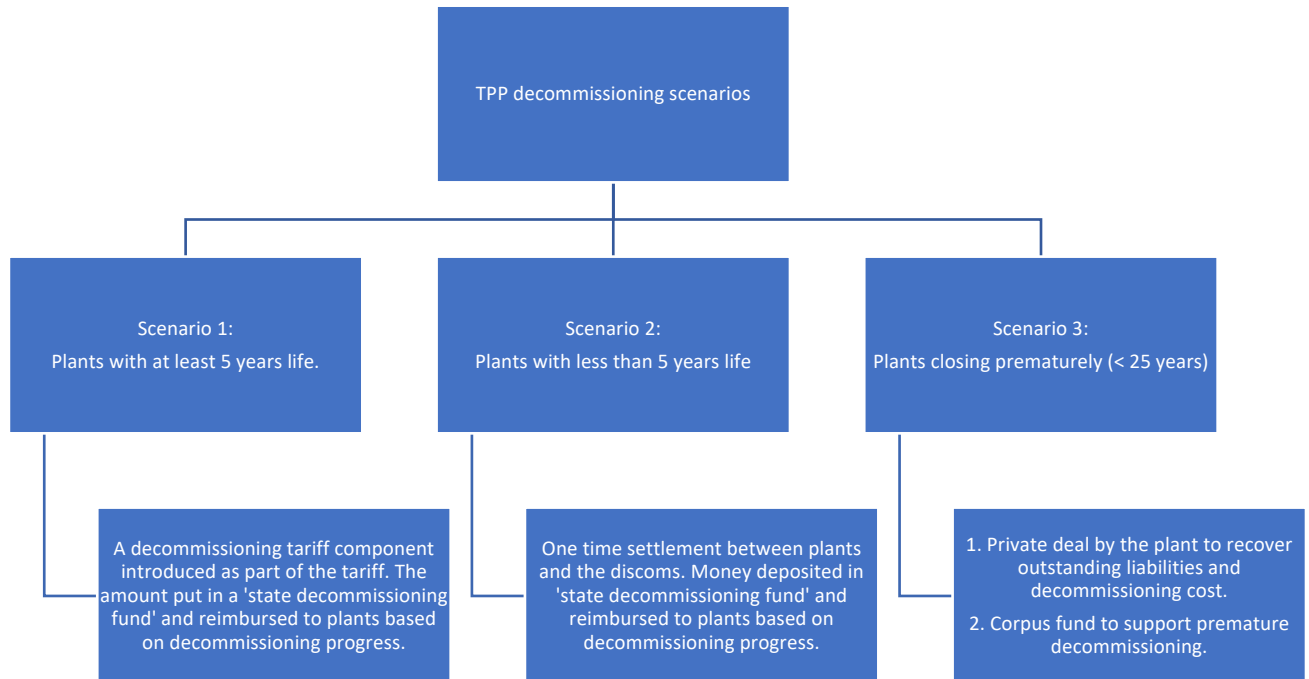 TPP decommissioning scenarios
Scenario 1:
Plants with at least 5 years life.
Scenario 2:
Plants with less than 5 years life
Scenario 3:
Plants closing prematurely (< 25 years)
A decommissioning tariff component
introduced as part of the tariff. The
amount put in a 'state decommissioning
fund' and reimbursed to plants based
on decommissioning progress.
One time settlement between plants
and the discoms. Money deposited in
'state decommissioning fund' and
reimbursed to plants based on
decommissioning progress.
1. Private deal by the plant to recover
outstanding liabilities and
decommissioning cost.
2. Corpus fund to support premature
decommissioning.